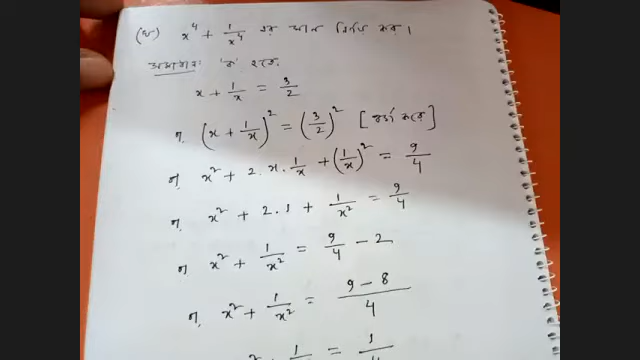 (খ) x⁴ + 1/x⁴ এর মান নির্ণয় কর।
সমাধান: 'ক' হতে
x + 1/x = 3/2
বা, (x + 1/x)² = (3/2)² [বর্গ করে]
বা, x² + 2.x.1/x + (1/x)² = 9/4
বা, x² + 2.1 + 1/x² = 9/4
বা, x² + 1/x² = 9/4 - 2
বা, x² + 1/x² = (9 - 8)/4